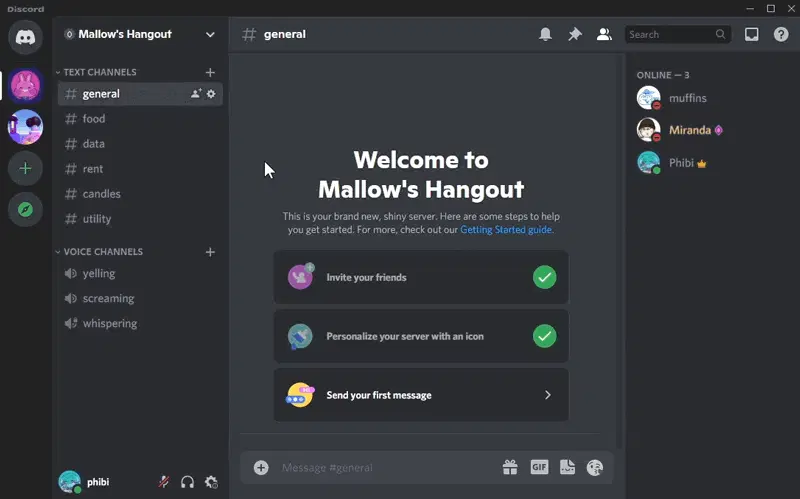 Discord
Mallow's Hangout
general
Search
TEXT CHANNELS
general
food
data
rent
candles
utility
VOICE CHANNELS
yelling
screaming
whispering
phibi
Welcome to
Mallow's Hangout
This is your brand new, shiny server. Here are some steps to help
you get started. For more, check out our Getting Started guide.
Invite your friends
Personalize your server with an icon
Send your first message
Message #general
GIF
ONLINE — 3
muffins
Miranda
Phibi